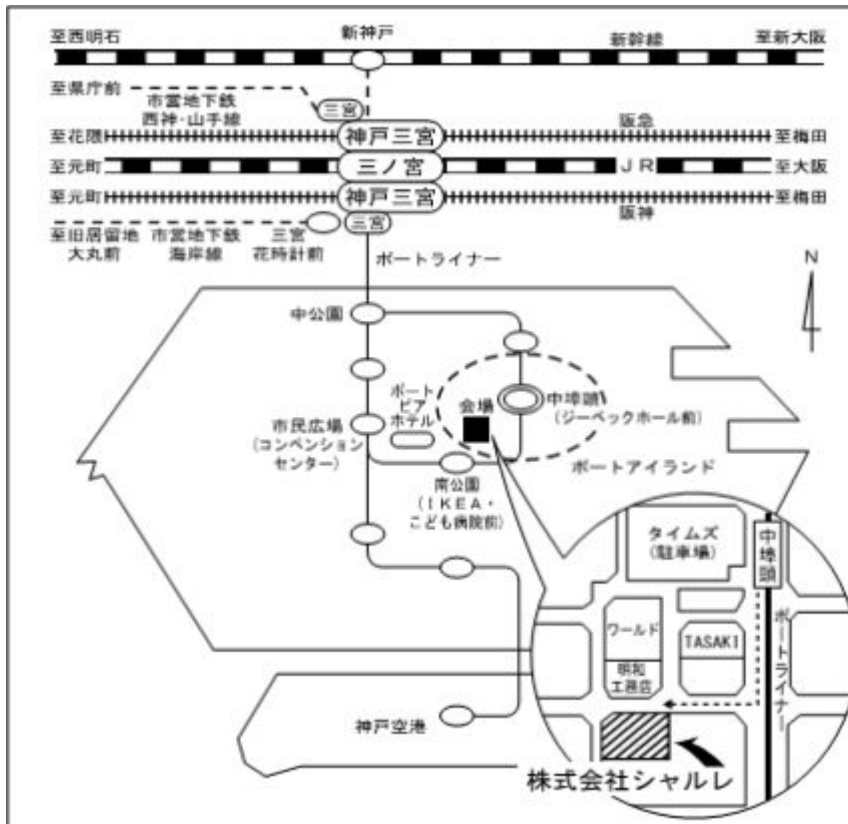 新神戸
至西明石
新幹線
至新大阪
至県庁前
市営地下鉄
西神・山手線
三宮
阪急
至花隈
神戸三宮
至梅田
至元町
三ノ宮
JR
至大阪
至元町
神戸三宮
至梅田
阪神
三宮
至旧居留地
大丸前
市営地下鉄
海岸線
三宮
花時計前
ポートライナー
N
中公園
ポート
ピア
ホテル
会場
中埠頭
(ジーベックホール前)
市民広場
(コンベンション
センター)
ポートアイランド
南公園
(IKEA・
こども病院前)
タイムズ
(駐車場)
中埠頭
ポートライナー
ワールド
TASAKI
明和
工務店
神戸空港
株式会社シャルレ